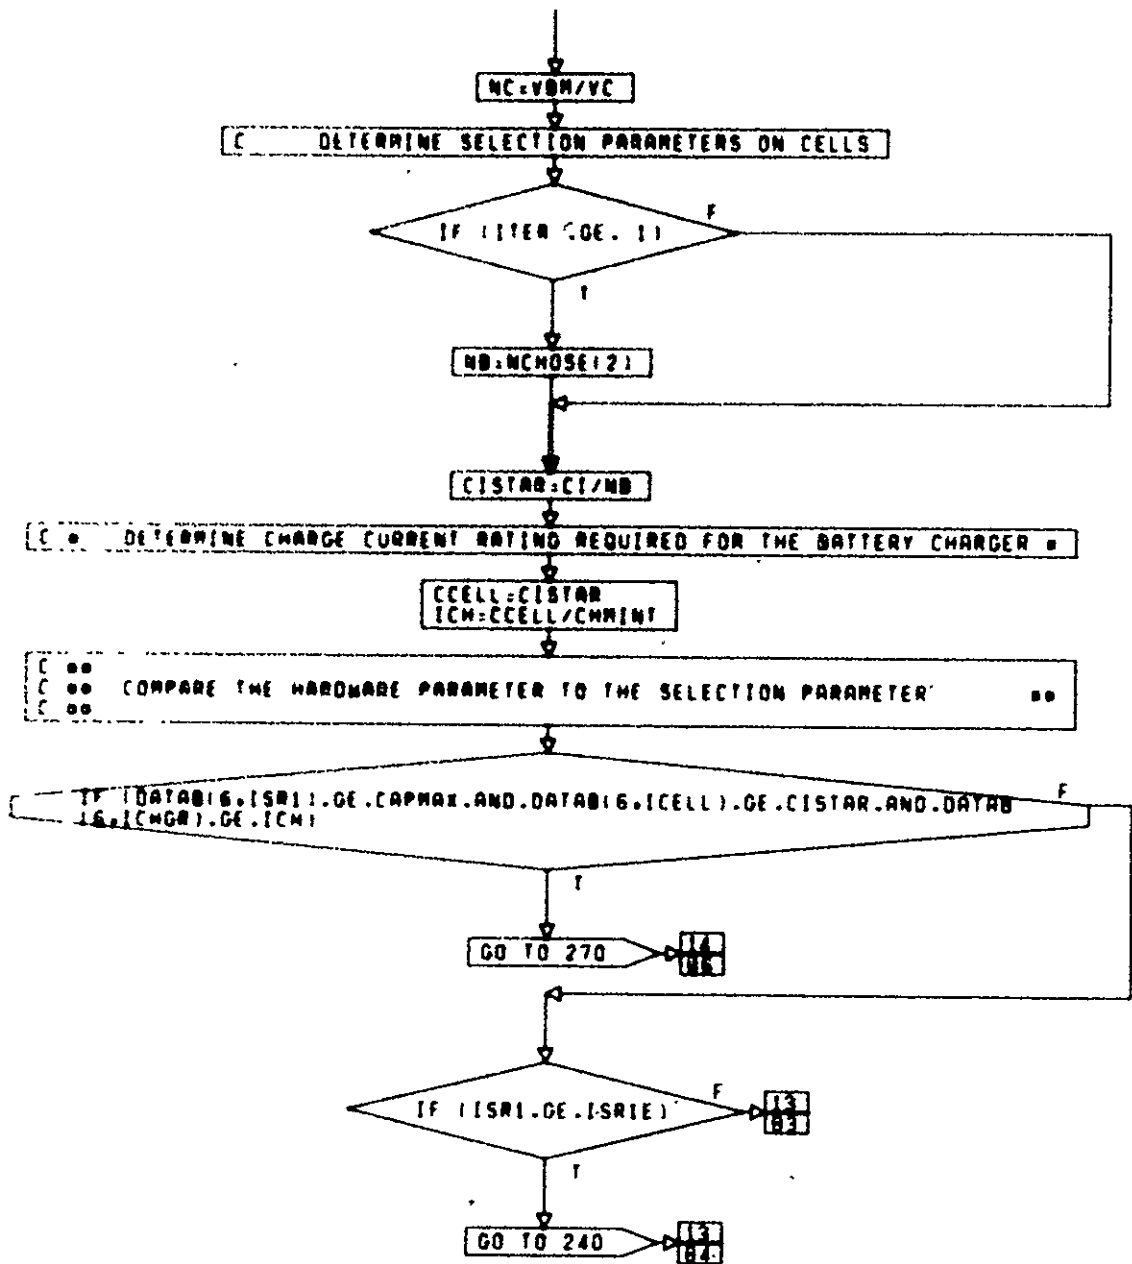 NC=VBM/VC
C DETERMINE SELECTION PARAMETERS ON CELLS
F
IF (ITER .GE. 1)
T
NB=NCHOSE(2)
CISTAR=CI/NB
C * DETERMINE CHARGE CURRENT RATING REQUIRED FOR THE BATTERY CHARGER *
CCELL=CISTAR
ICH=CCELL/CHMINT
C **
C ** COMPARE THE HARDWARE PARAMETER TO THE SELECTION PARAMETER **
C **
F
IF (DATAB(6,ISR1).GE.CAPMAX.AND.DATAB(6,ICELL).GE.CISTAR.AND.DATAB
(6,ICHGR).GE.ICH)
T
GO TO 270
14
F
IF (ISR1.GE.ISR1E)
13
03
T
GO TO 240
13
04